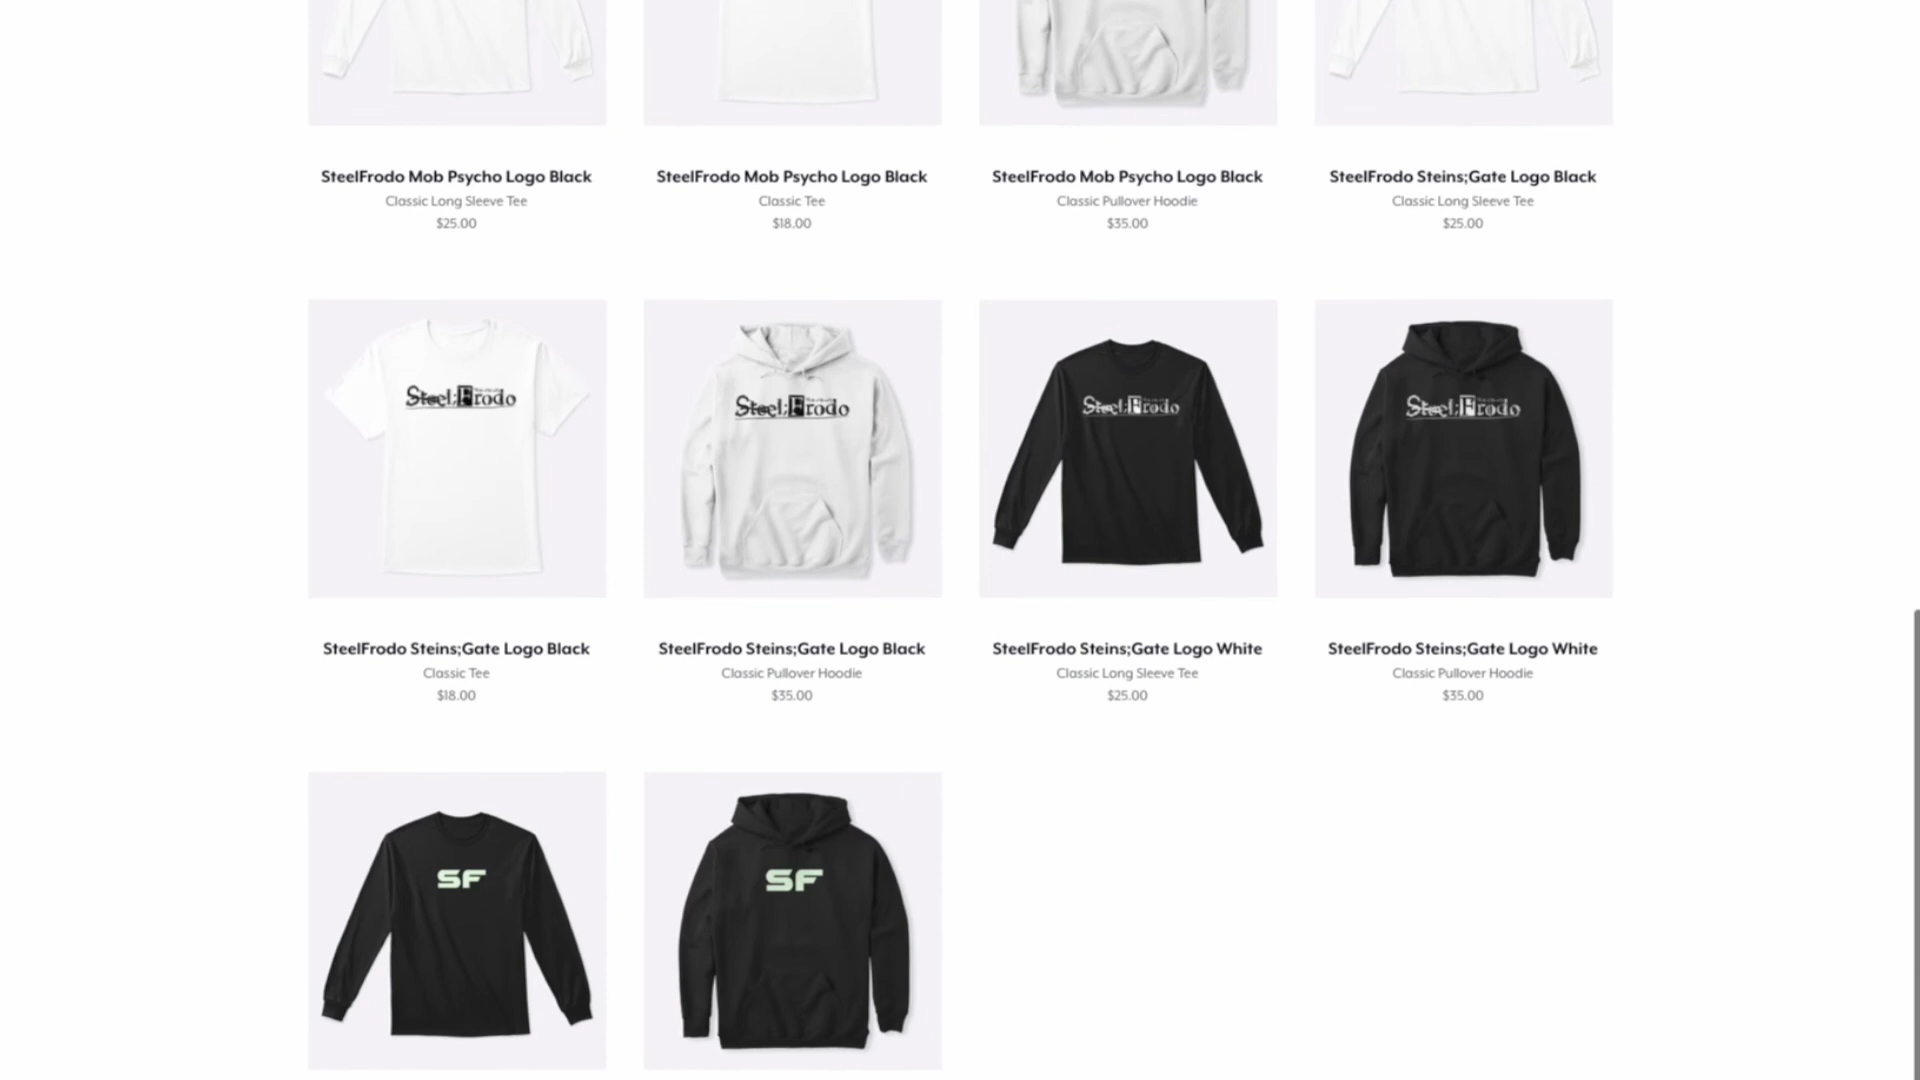 SteelFrodo Mob Psycho Logo Black
Classic Long Sleeve Tee
$25.00
SteelFrodo Mob Psycho Logo Black
Classic Tee
$18.00
SteelFrodo Mob Psycho Logo Black
Classic Pullover Hoodie
$35.00
SteelFrodo Steins;Gate Logo Black
Classic Long Sleeve Tee
$25.00
Steel;Frodo
Steel;Frodo
Steel;Frodo
Steel;Frodo
SteelFrodo Steins;Gate Logo Black
Classic Tee
$18.00
SteelFrodo Steins;Gate Logo Black
Classic Pullover Hoodie
$35.00
SteelFrodo Steins;Gate Logo White
Classic Long Sleeve Tee
$25.00
SteelFrodo Steins;Gate Logo White
Classic Pullover Hoodie
$35.00
SF
SF